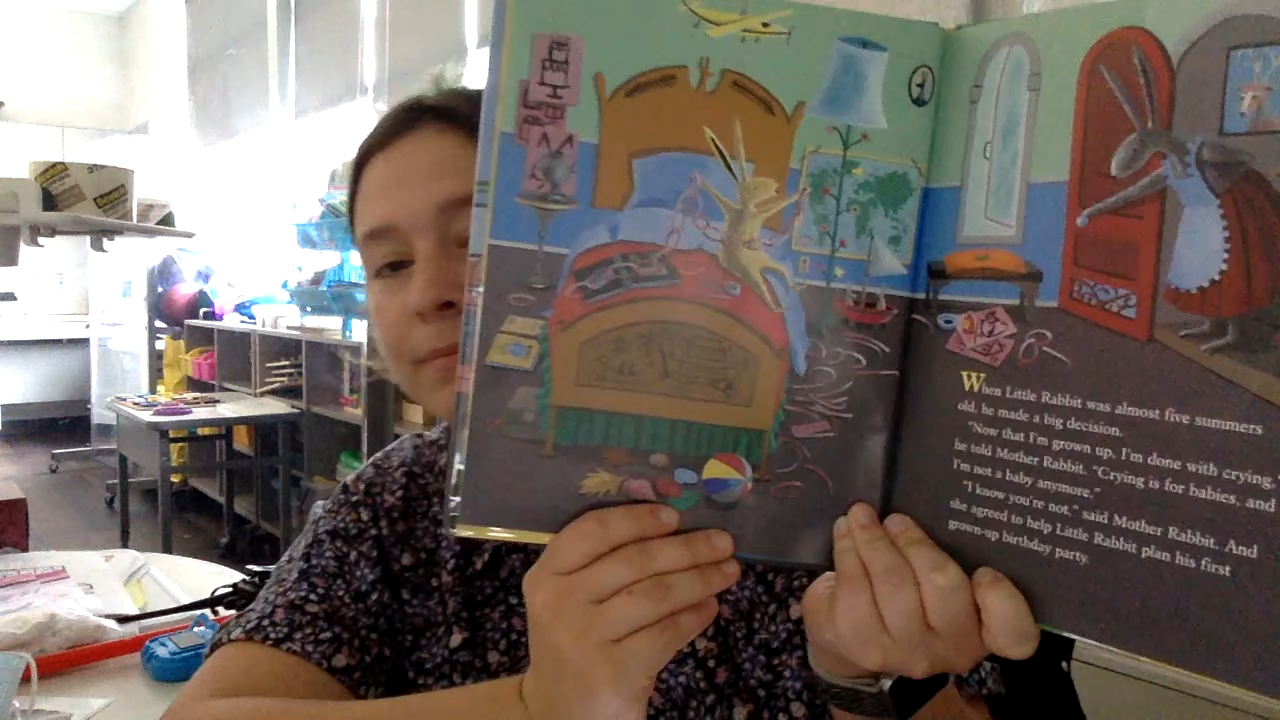 When Little Rabbit was almost five summers
old, he made a big decision.
"Now that I'm grown up, I'm done with crying,"
he told Mother Rabbit. "Crying is for babies, and
I'm not a baby anymore."
"I know you're not," said Mother Rabbit. And
she agreed to help Little Rabbit plan his first
grown-up birthday party.